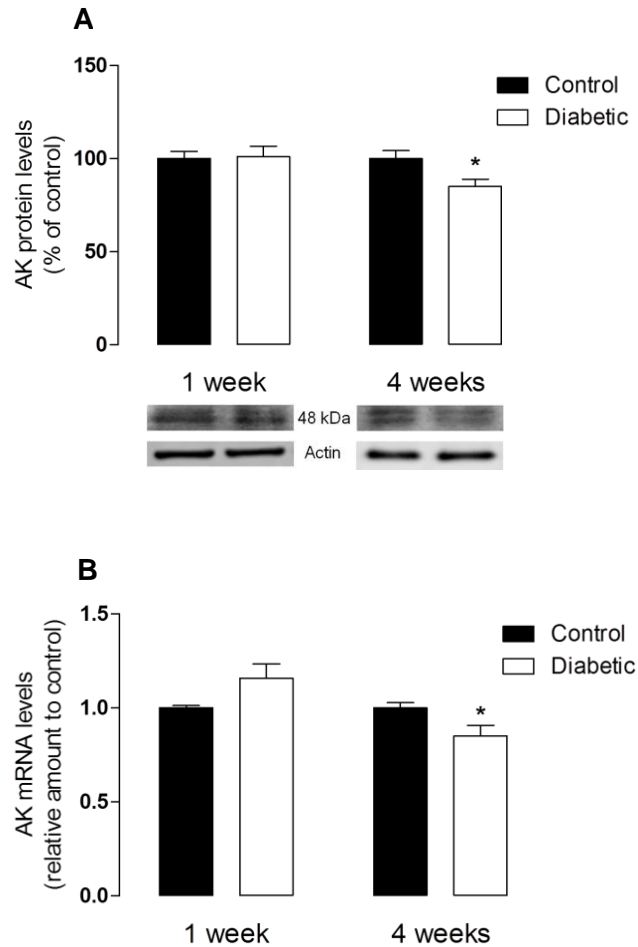 A
150
100
50
0
AK protein levels
(% of control)
Control
Diabetic
*
1 week
4 weeks
48 kDa
Actin
B
1.5
1.0
0.5
0.0
AK mRNA levels
(relative amount to control)
Control
Diabetic
*
1 week
4 weeks